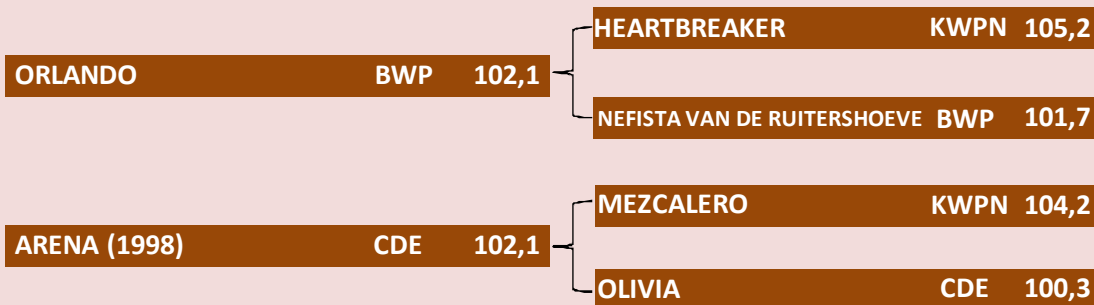 HEARTBREAKER KWPN 105,2
ORLANDO BWP 102,1
NEFISTA VAN DE RUITERSHOEVE BWP 101,7
MEZCALERO KWPN 104,2
ARENA (1998) CDE 102,1
OLIVIA CDE 100,3